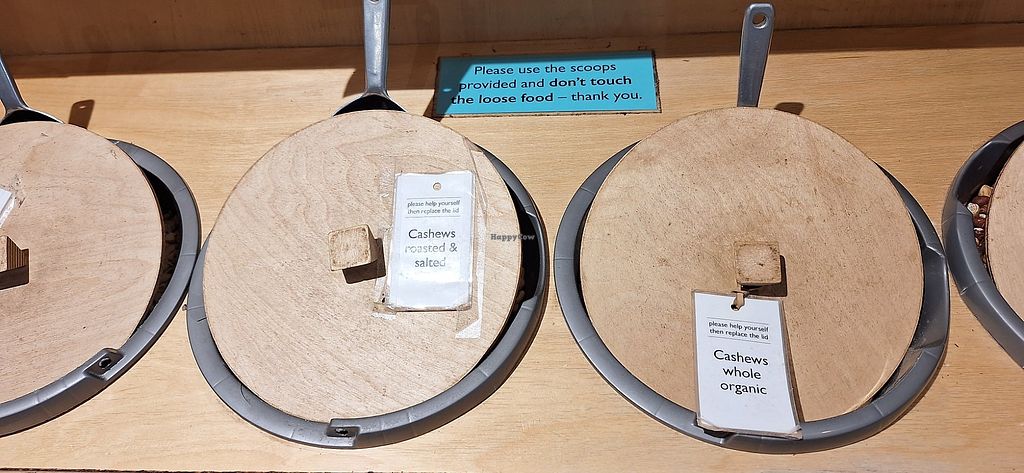 Please use the scoops
provided and don't touch
the loose food – thank you.
please help yourself
then replace the lid
Cashews
roasted &
salted
HappyCow
please help yourself
then replace the lid
Cashews
whole
organic